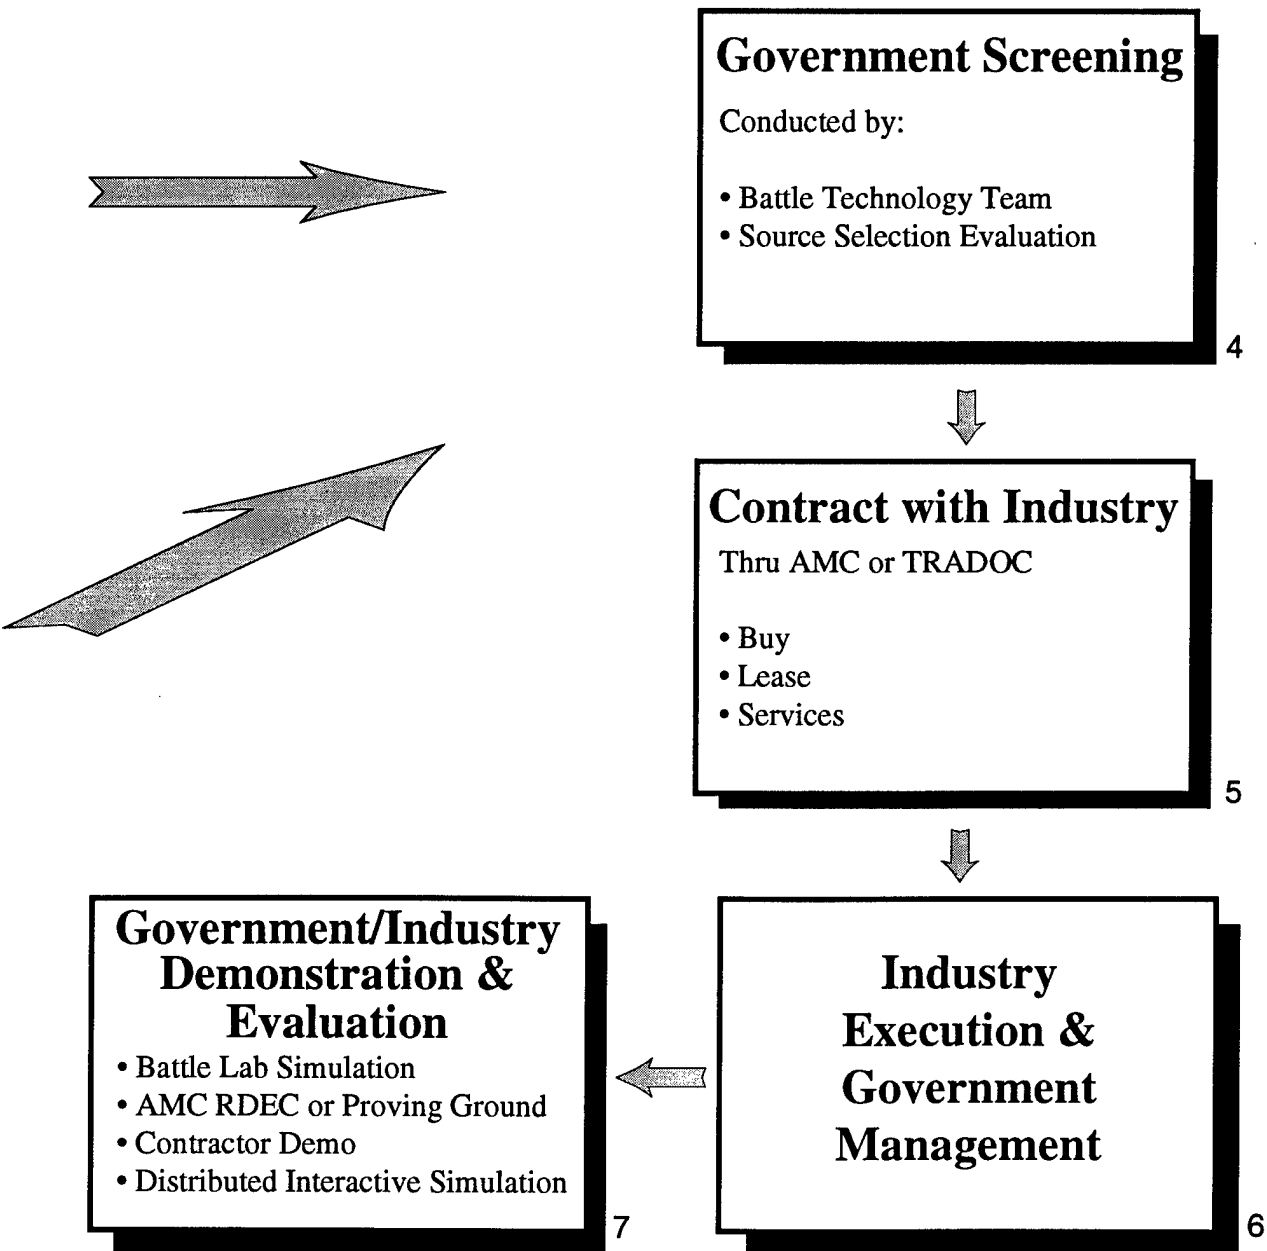 Government Screening
Conducted by:
• Battle Technology Team
• Source Selection Evaluation
4
Contract with Industry
Thru AMC or TRADOC
• Buy
• Lease
• Services
5
Government/Industry
Demonstration &
Evaluation
• Battle Lab Simulation
• AMC RDEC or Proving Ground
• Contractor Demo
• Distributed Interactive Simulation
7
Industry
Execution &
Government
Management
6